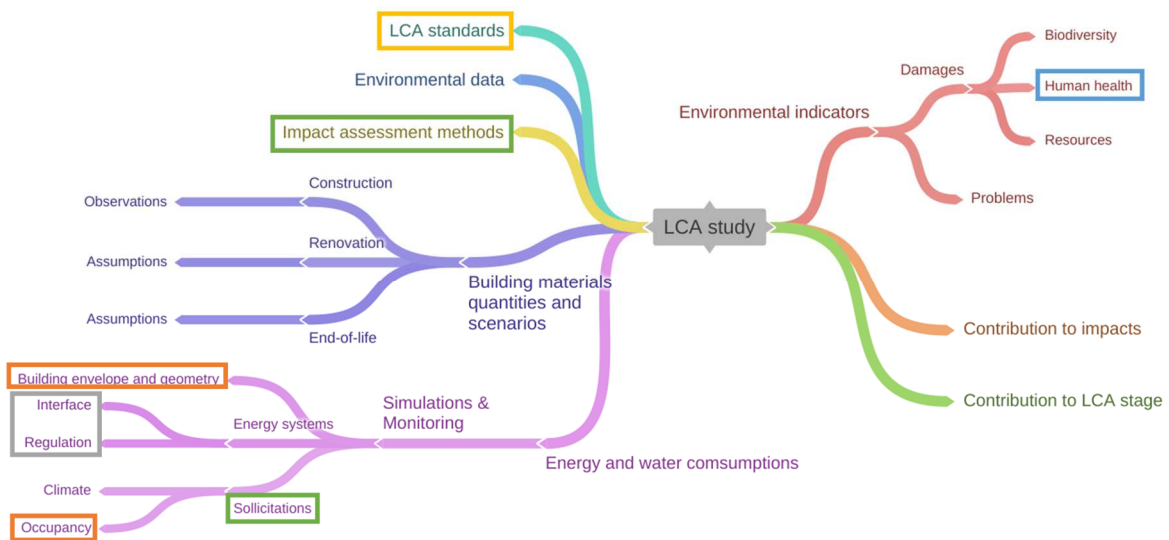 LCA standards
Environmental data
Impact assessment methods
Construction
Observations
Renovation
Assumptions
Assumptions
End-of-life
Building materials
quantities and
scenarios
Building envelope and geometry
Interface
Energy systems
Regulation
Simulations &
Monitoring
Climate
Sollicitations
Occupancy
Energy and water comsumptions
LCA study
Environmental indicators
Damages
Biodiversity
Human health
Resources
Problems
Contribution to impacts
Contribution to LCA stage